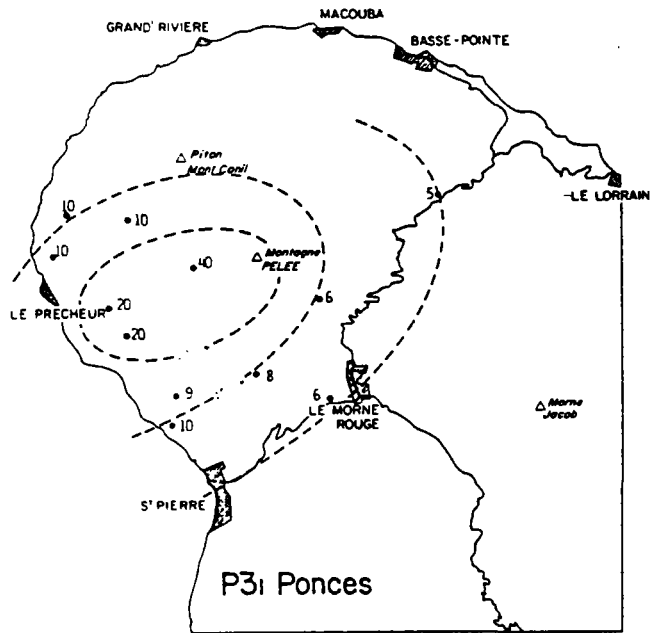 MACOUBA
GRAND' RIVIERE
BASSE-POINTE
Piton
Mont Conil
5
LE LORRAIN
10
10
10
40
Montagne
PELEE
6
LE PRECHEUR
20
20
8
9
6
LE MORNE
ROUGE
Morne
Jacob
10
St PIERRE
P31 Ponces